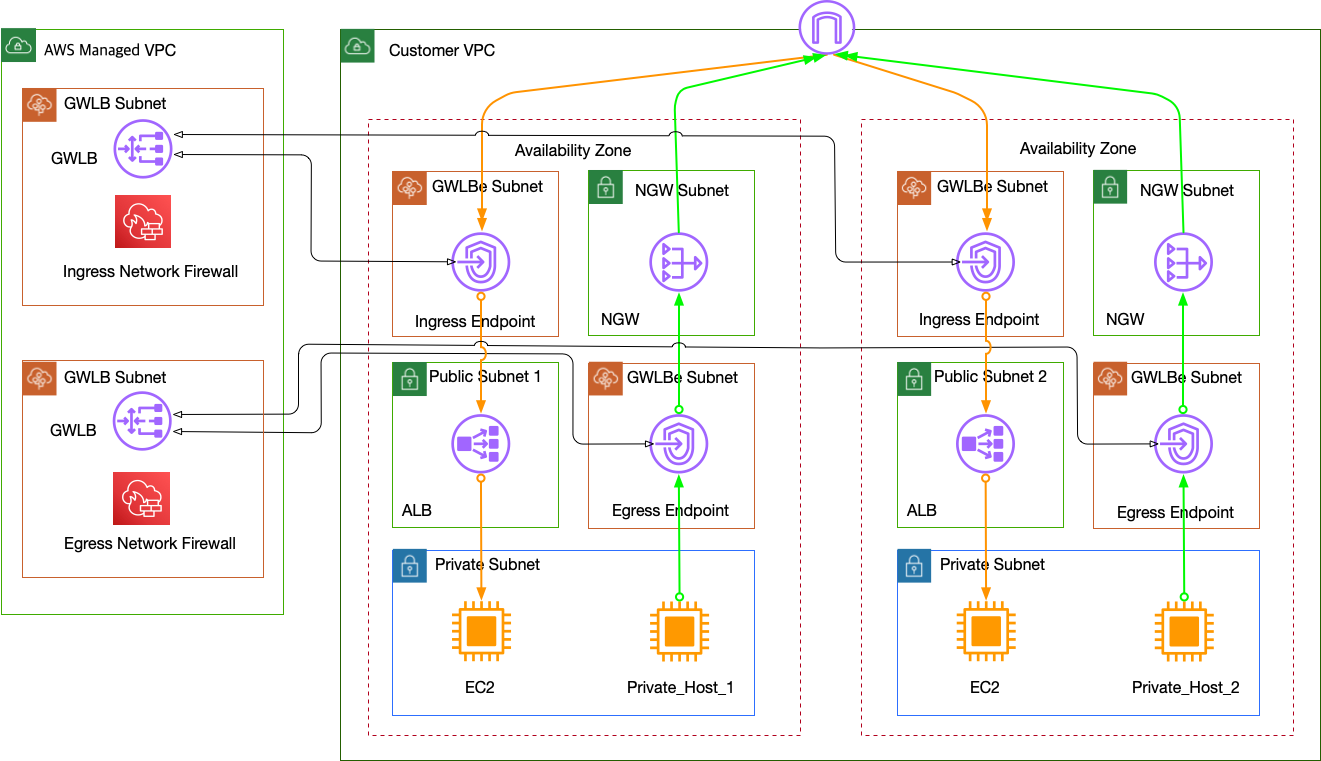 AWS Managed VPC
GWLB Subnet
GWLB
Ingress Network Firewall
GWLB Subnet
GWLB
Egress Network Firewall
Customer VPC
Availability Zone
GWLBe Subnet
Ingress Endpoint
NGW Subnet
NGW
Public Subnet 1
ALB
GWLBe Subnet
Egress Endpoint
Private Subnet
EC2
Private_Host_1
Availability Zone
GWLBe Subnet
Ingress Endpoint
NGW Subnet
NGW
Public Subnet 2
ALB
GWLBe Subnet
Egress Endpoint
Private Subnet
EC2
Private_Host_2